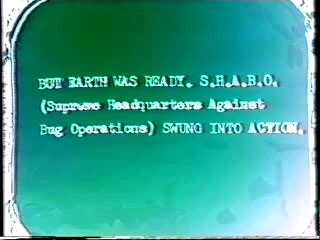 BUT EARTH WAS READY. S.H.A.B.O.
(Supreme Headquarters Against
Bug Operations) SWUNG INTO ACTION.